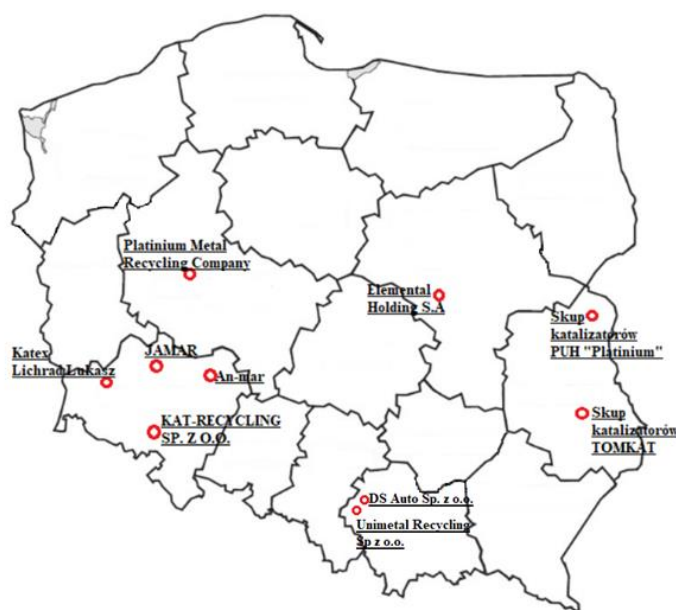 Platinium Metal
Recycling Company
Elemental
Holding S.A
Skup
katalizatorów
PUH "Platinium"
Katex
Lichrad Łukasz
JAMAR
An-mar
KAT-RECYCLING
SP. Z O.O.
Skup
katalizatorów
TOMKAT
DS Auto Sp. z o.o.
Unimetal Recycling
Sp z o.o.